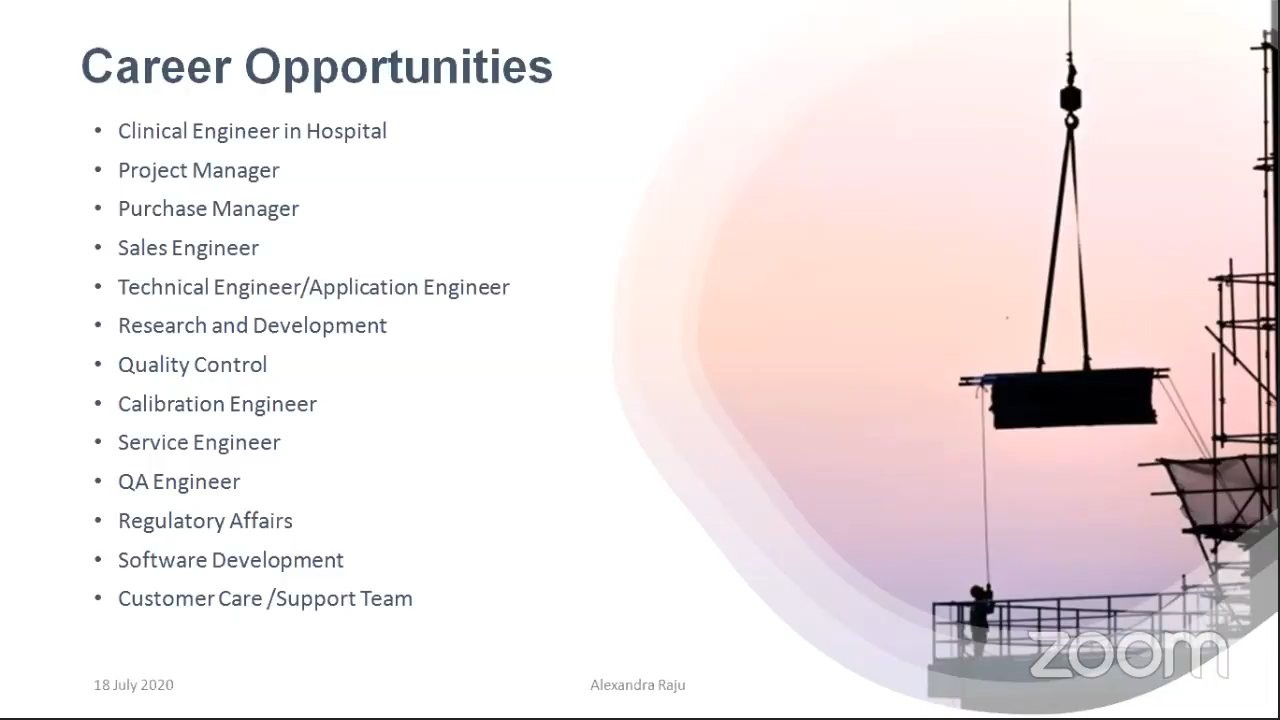 Career Opportunities
• Clinical Engineer in Hospital
• Project Manager
• Purchase Manager
• Sales Engineer
• Technical Engineer/Application Engineer
• Research and Development
• Quality Control
• Calibration Engineer
• Service Engineer
• QA Engineer
• Regulatory Affairs
• Software Development
• Customer Care /Support Team
zoom
18 July 2020
Alexandra Raju